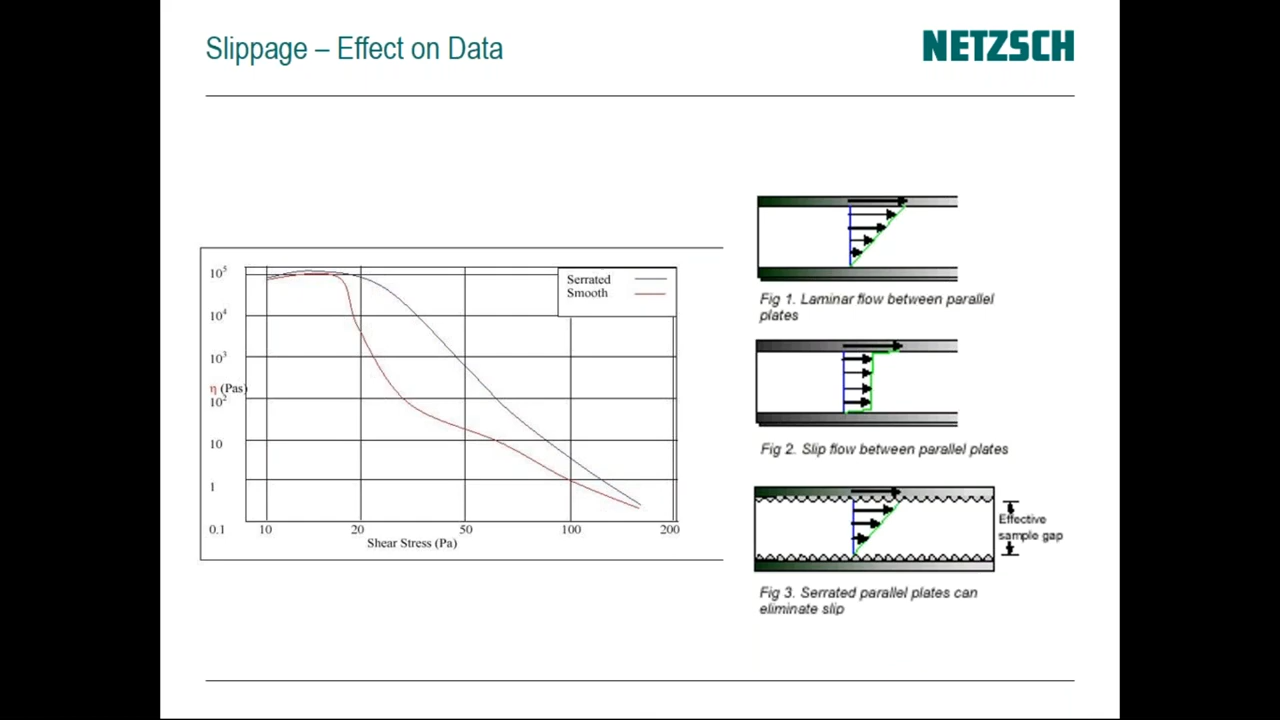 Slippage – Effect on Data
NETZSCH
10⁵
10⁴
10³
η (Pas)
10²
10
1
0.1
10
20
50
100
200
Shear Stress (Pa)
Serrated
Smooth
Fig 1. Laminar flow between parallel
plates
Fig 2. Slip flow between parallel plates
Effective
sample gap
Fig 3. Serrated parallel plates can
eliminate slip